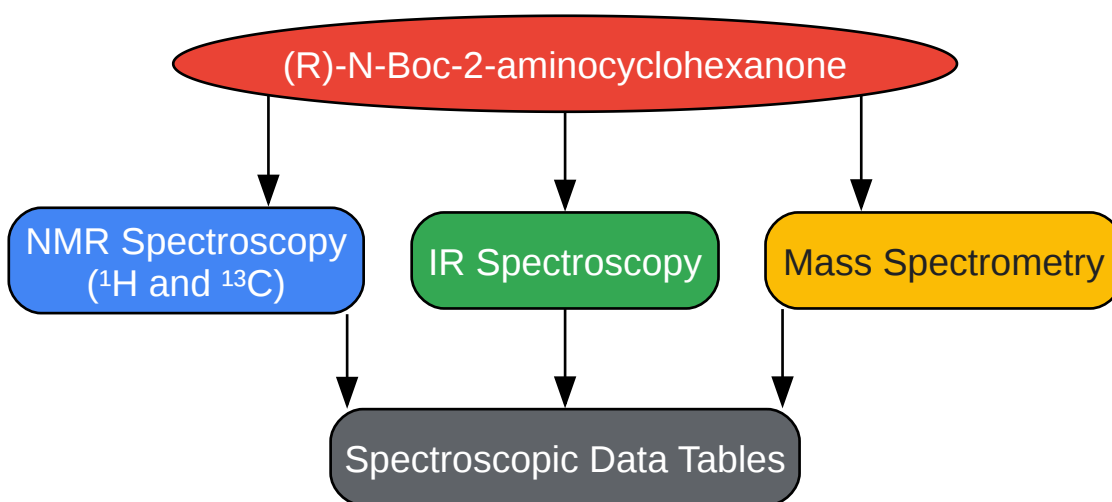 (R)-N-Boc-2-aminocyclohexanone
NMR Spectroscopy
(¹H and ¹³C)
IR Spectroscopy
Mass Spectrometry
Spectroscopic Data Tables